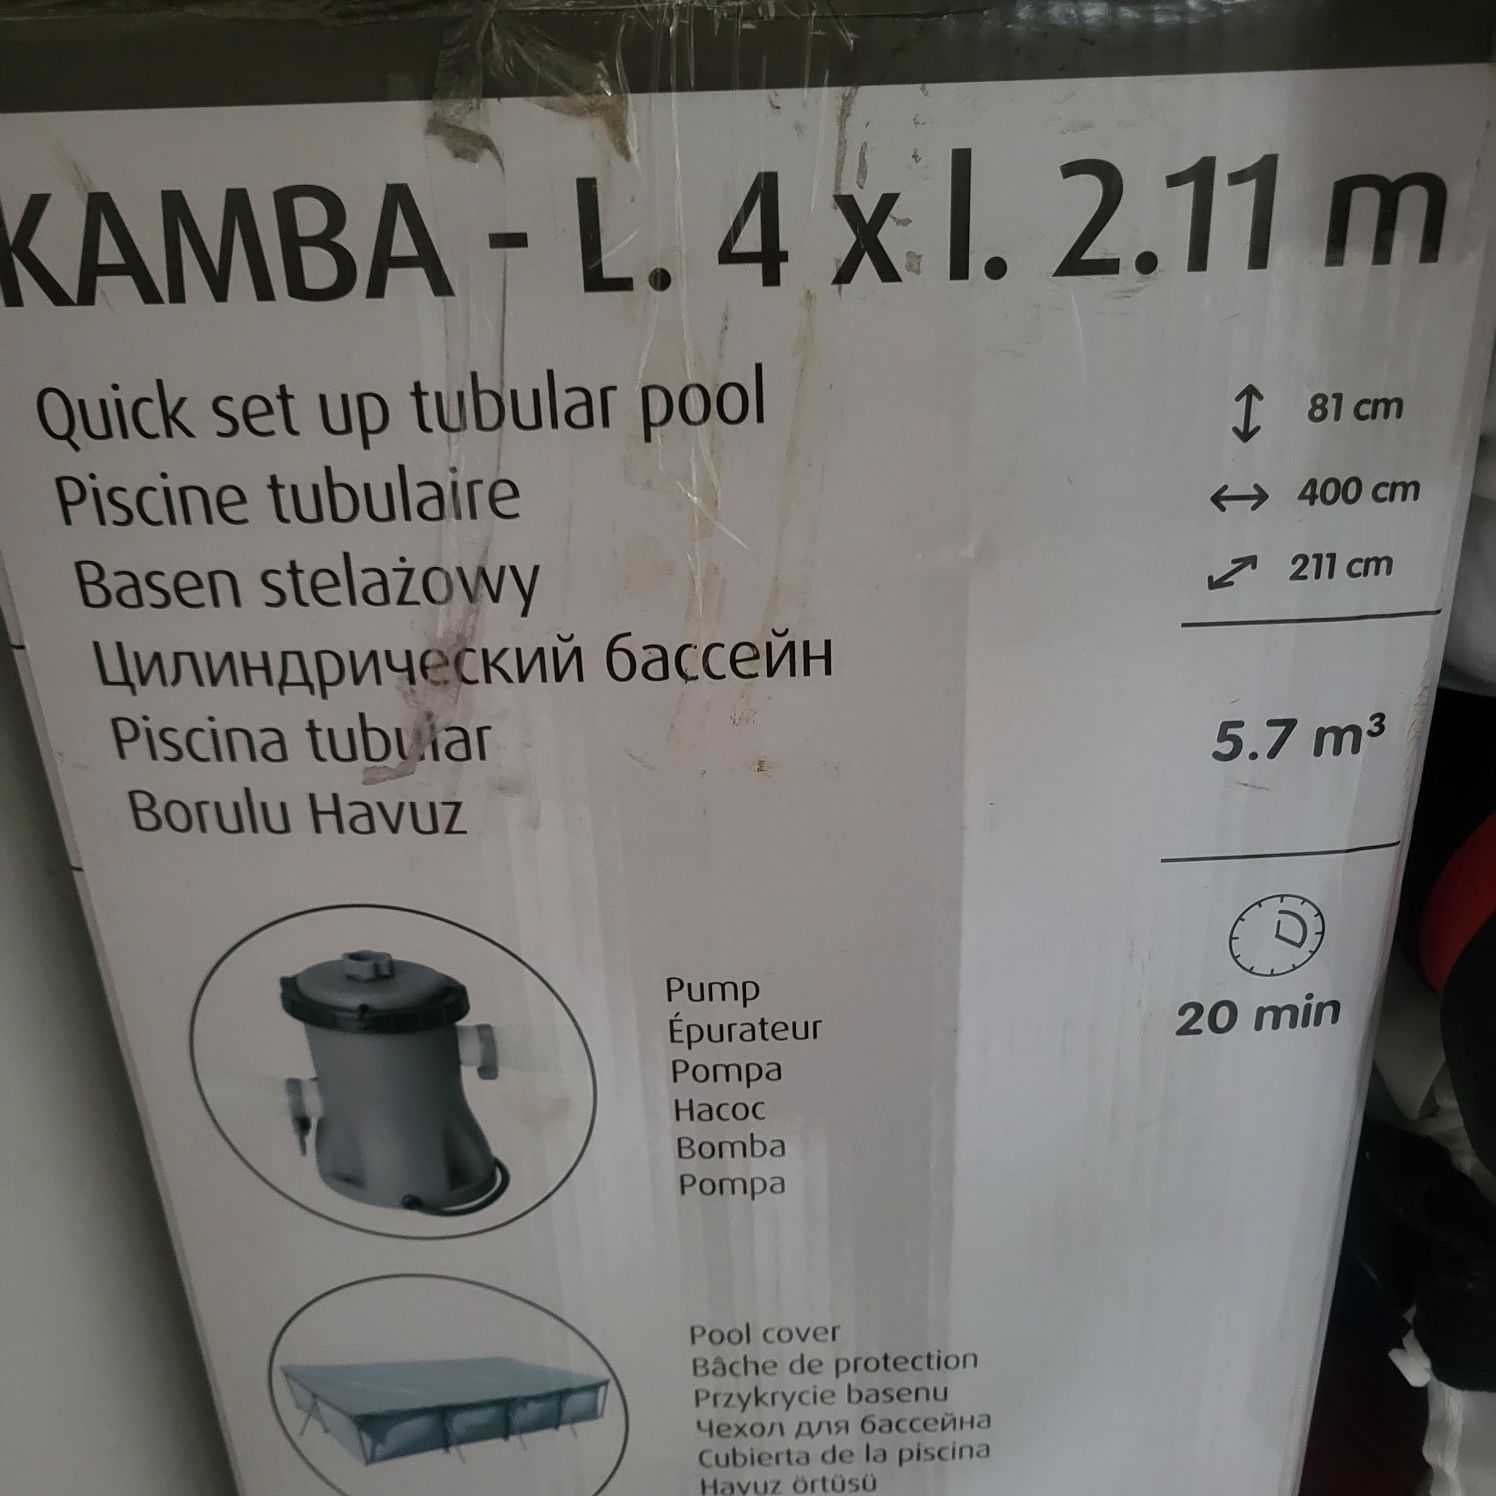 KAMBA - L. 4 x l. 2.11 m
Quick set up tubular pool
Piscine tubulaire
Basen stelażowy
Цилиндрический бассейн
Piscina tubular
Borulu Havuz
81 cm
400 cm
211 cm
5.7 m³
20 min
Pump
Épurateur
Pompa
Насос
Bomba
Pompa
Pool cover
Bâche de protection
Przykrycie basenu
Чехол для бассейна
Cubierta de la piscina
Havuz örtüsü